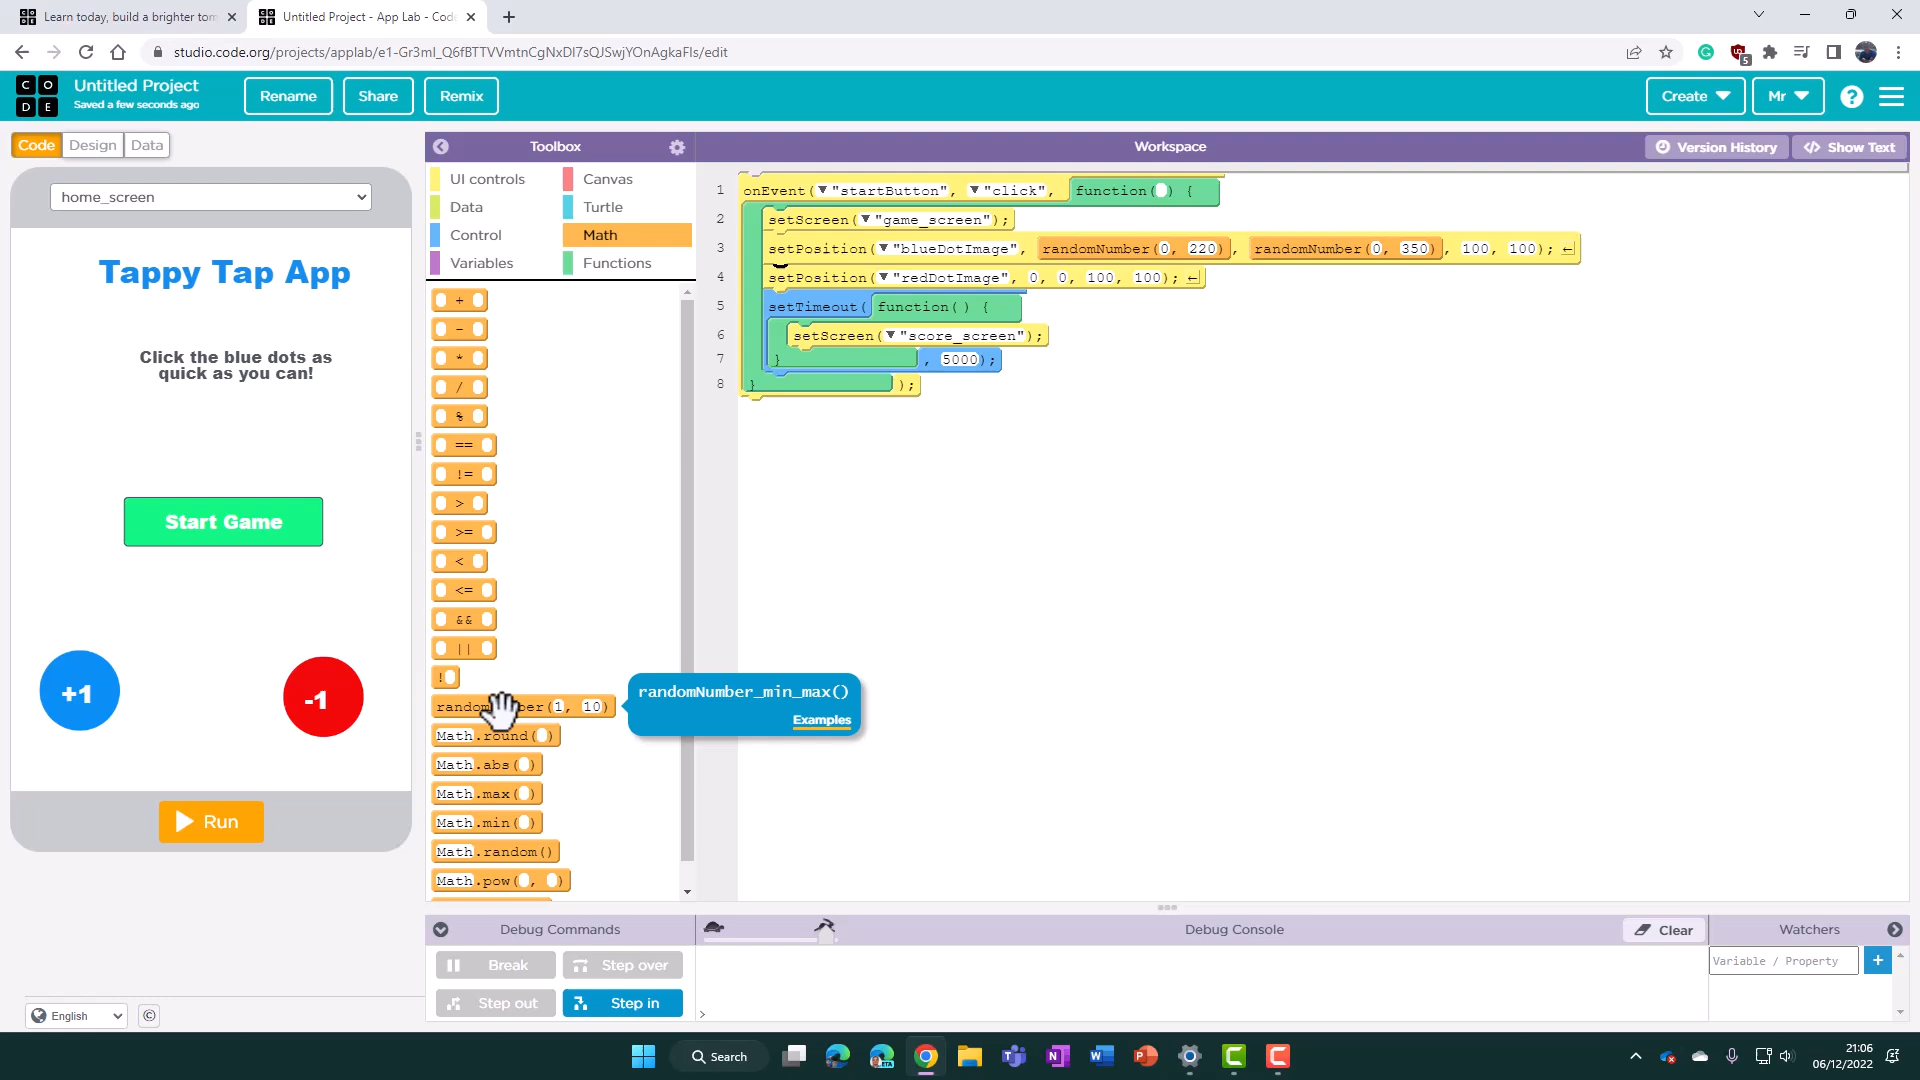 Learn today, build a brighter tom
Untitled Project - App Lab - Code
studio.code.org/projects/applab/e1-Gr3ml_Q6fBTTVVmtnCgNxDl7sQJSwjYOnAgkaFIs/edit
5
C O
D E
Untitled Project
Saved a few seconds ago
Rename
Share
Remix
Create
Mr
?
Code
Design
Data
home_screen
Tappy Tap App
Click the blue dots as
quick as you can!
Start Game
+1
-1
Run
English
©
Toolbox
UI controls
Canvas
Data
Turtle
Control
Math
Variables
Functions
+
-
*
/
%
==
!=
>
>=
<
<=
&&
||
!
Math.round()
Math.abs()
Math.max()
Math.min()
Math.random()
Math.pow( , )
randomNumber_min_max()
Examples
Workspace
Version History
Show Text
1 onEvent("startButton", "click", function() {
2 setScreen("game_screen");
3 setPosition("blueDotImage", randomNumber(0, 220), randomNumber(0, 350), 100, 100);
4 setPosition("redDotImage", 0, 0, 100, 100);
5 setTimeout(function() {
6 setScreen("score_screen");
7 }, 5000);
8 });
Debug Commands
Break
Step over
Step out
Step in
Debug Console
Clear
>
Watchers
Variable / Property
+
Search
21:06
06/12/2022